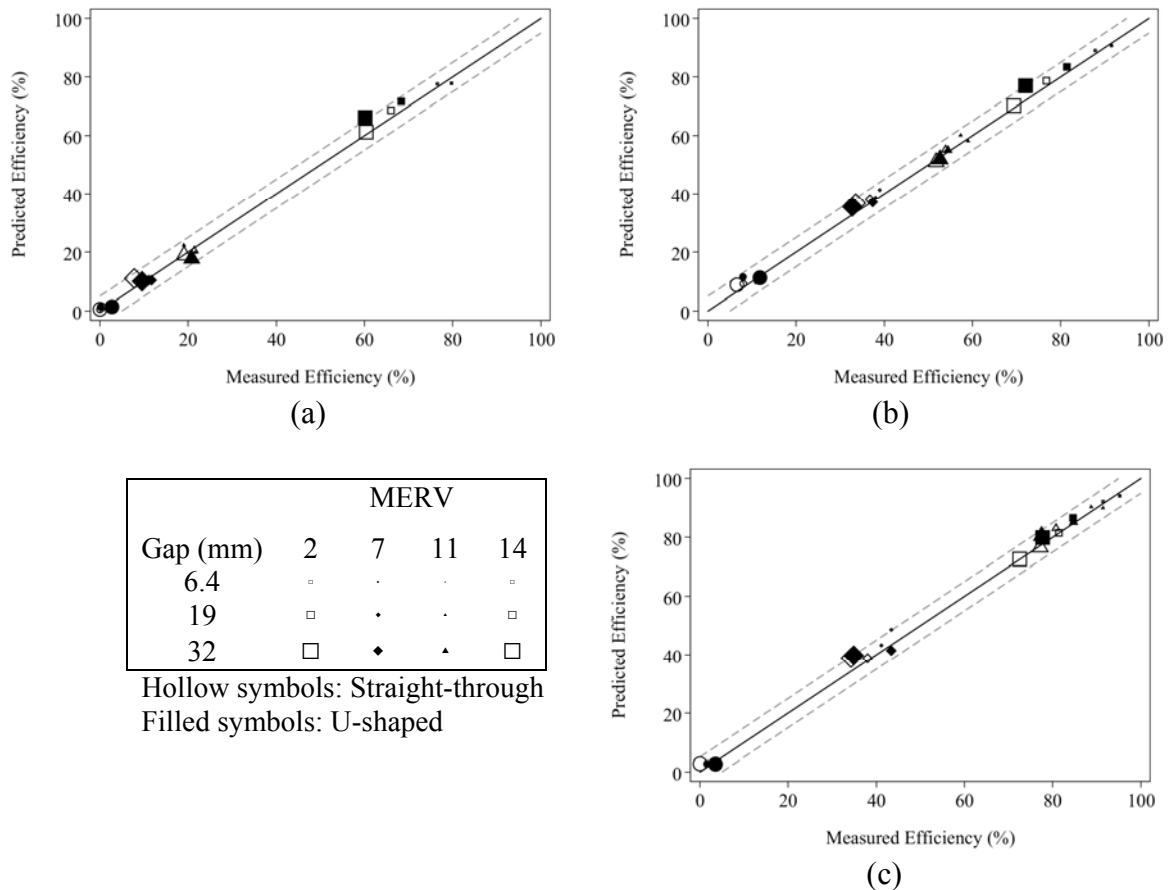 100
80
60
40
20
0
Predicted Efficiency (%)
0 20 40 60 80 100
Measured Efficiency (%)
(a)
100
80
60
40
20
0
Predicted Efficiency (%)
0 20 40 60 80 100
Measured Efficiency (%)
(b)
MERV
Gap (mm) 2 7 11 14
6.4
19
32
Hollow symbols: Straight-through
Filled symbols: U-shaped
100
80
60
40
20
0
Predicted Efficiency (%)
0 20 40 60 80 100
Measured Efficiency (%)
(c)